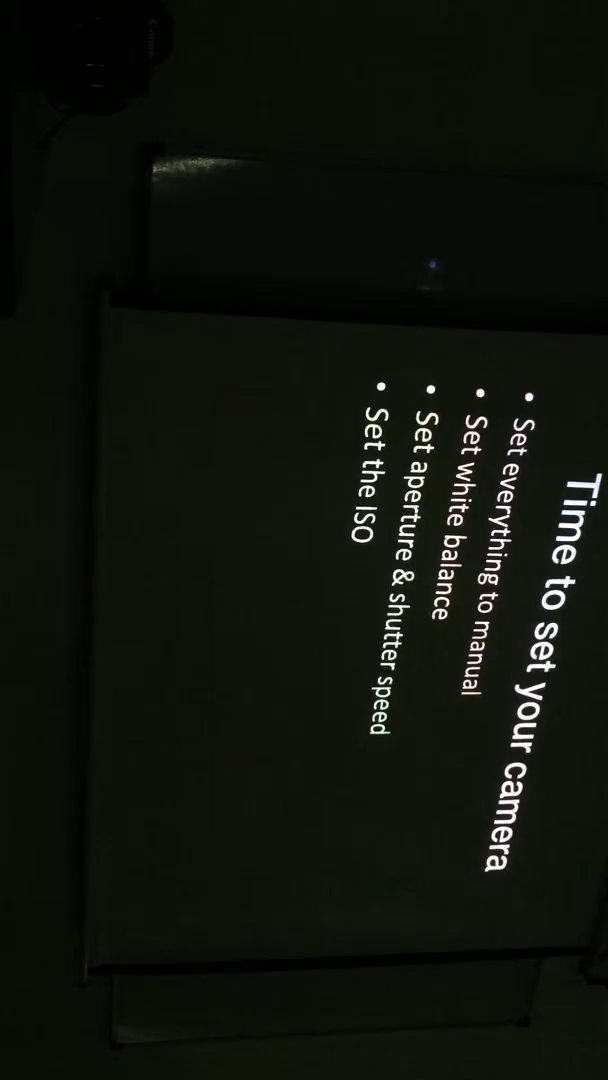 Time to set your camera
• Set everything to manual
• Set white balance
• Set aperture & shutter speed
• Set the ISO